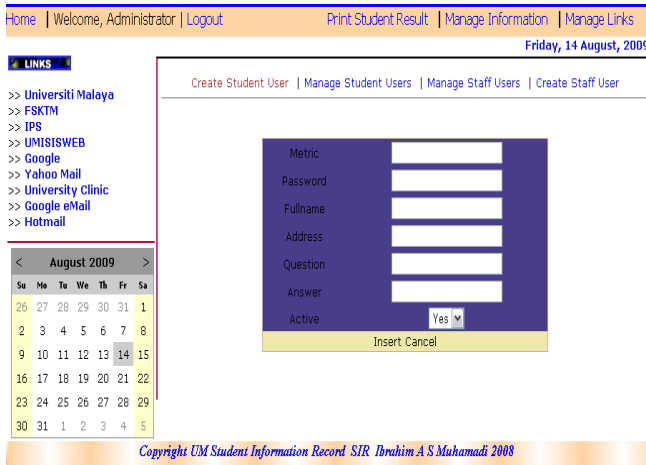 Home | Welcome, Administrator | Logout Print Student Result | Manage Information | Manage Links
Friday, 14 August, 2009
LINKS
>> Universiti Malaya
>> FSKTM
>> IPS
>> UMISISWEB
>> Google
>> Yahoo Mail
>> University Clinic
>> Google eMail
>> Hotmail
Create Student User | Manage Student Users | Manage Staff Users | Create Staff User
Metric
Password
Fullname
Address
Question
Answer
Active Yes
Insert Cancel
< August 2009 >
Su Mo Tu We Th Fr Sa
26 27 28 29 30 31 1
2 3 4 5 6 7 8
9 10 11 12 13 14 15
16 17 18 19 20 21 22
23 24 25 26 27 28 29
30 31 1 2 3 4 5
Copyright UM Student Information Record SIR Ibrahim A S Muhamadi 2008